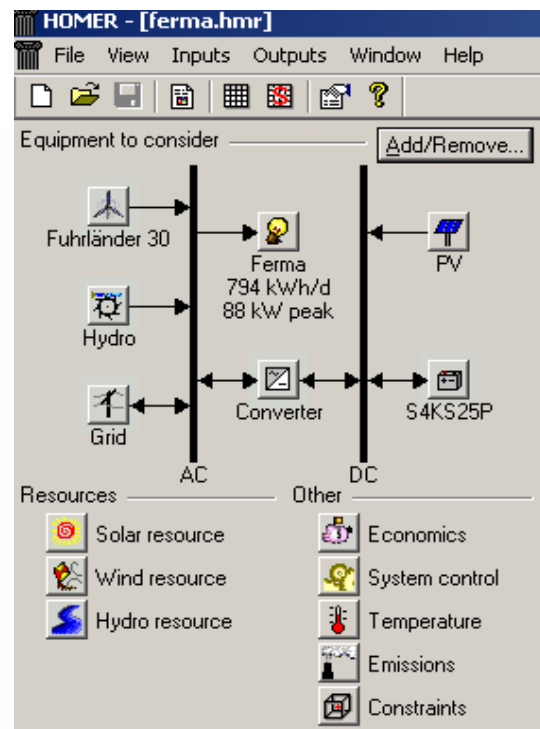 HOMER - [ferma.hmr]
File View Inputs Outputs Window Help
Equipment to consider Add/Remove...
Fuhrländer 30
Ferma
794 kWh/d
88 kW peak
PV
Hydro
Grid
Converter
S4KS25P
AC DC
Resources Other
Solar resource Economics
Wind resource System control
Hydro resource Temperature
Emissions
Constraints